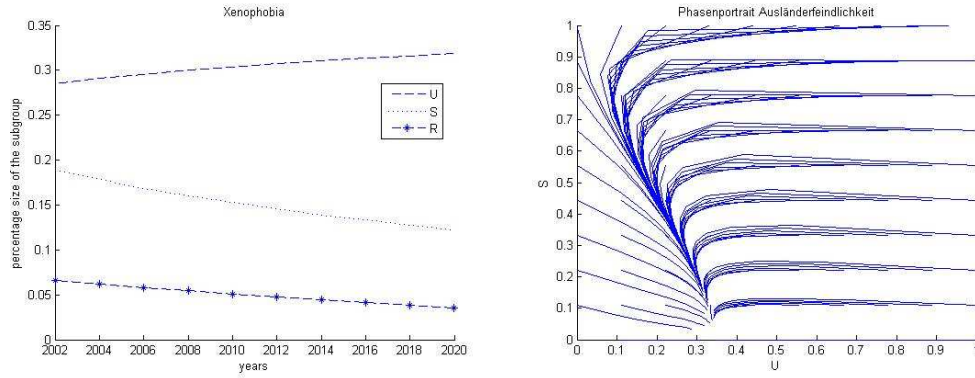 Xenophobia
percentage size of the subgroup
0.35
0.3
0.25
0.2
0.15
0.1
0.05
0
U
S
R
2002 2004 2006 2008 2010 2012 2014 2016 2018 2020
years
Phasenportrait Ausländerfeindlichkeit
S
1
0.9
0.8
0.7
0.6
0.5
0.4
0.3
0.2
0.1
0
0 0.1 0.2 0.3 0.4 0.5 0.6 0.7 0.8 0.9 1
U